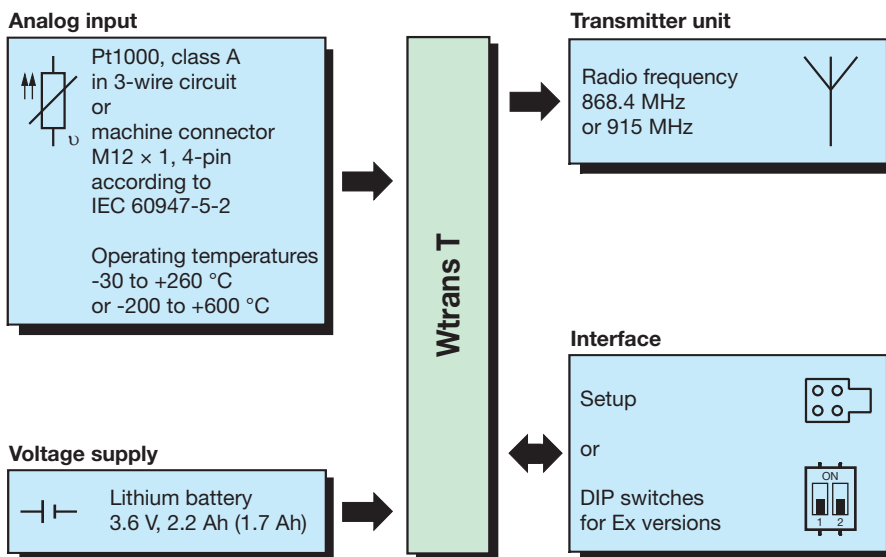 Analog input
Pt1000, class A
in 3-wire circuit
or
machine connector
M12 × 1, 4-pin
according to
IEC 60947-5-2
Operating temperatures
-30 to +260 °C
or -200 to +600 °C
υ
Voltage supply
Lithium battery
3.6 V, 2.2 Ah (1.7 Ah)
Wtrans T
Transmitter unit
Radio frequency
868.4 MHz
or 915 MHz
Interface
Setup
or
DIP switches
for Ex versions
ON
1 2